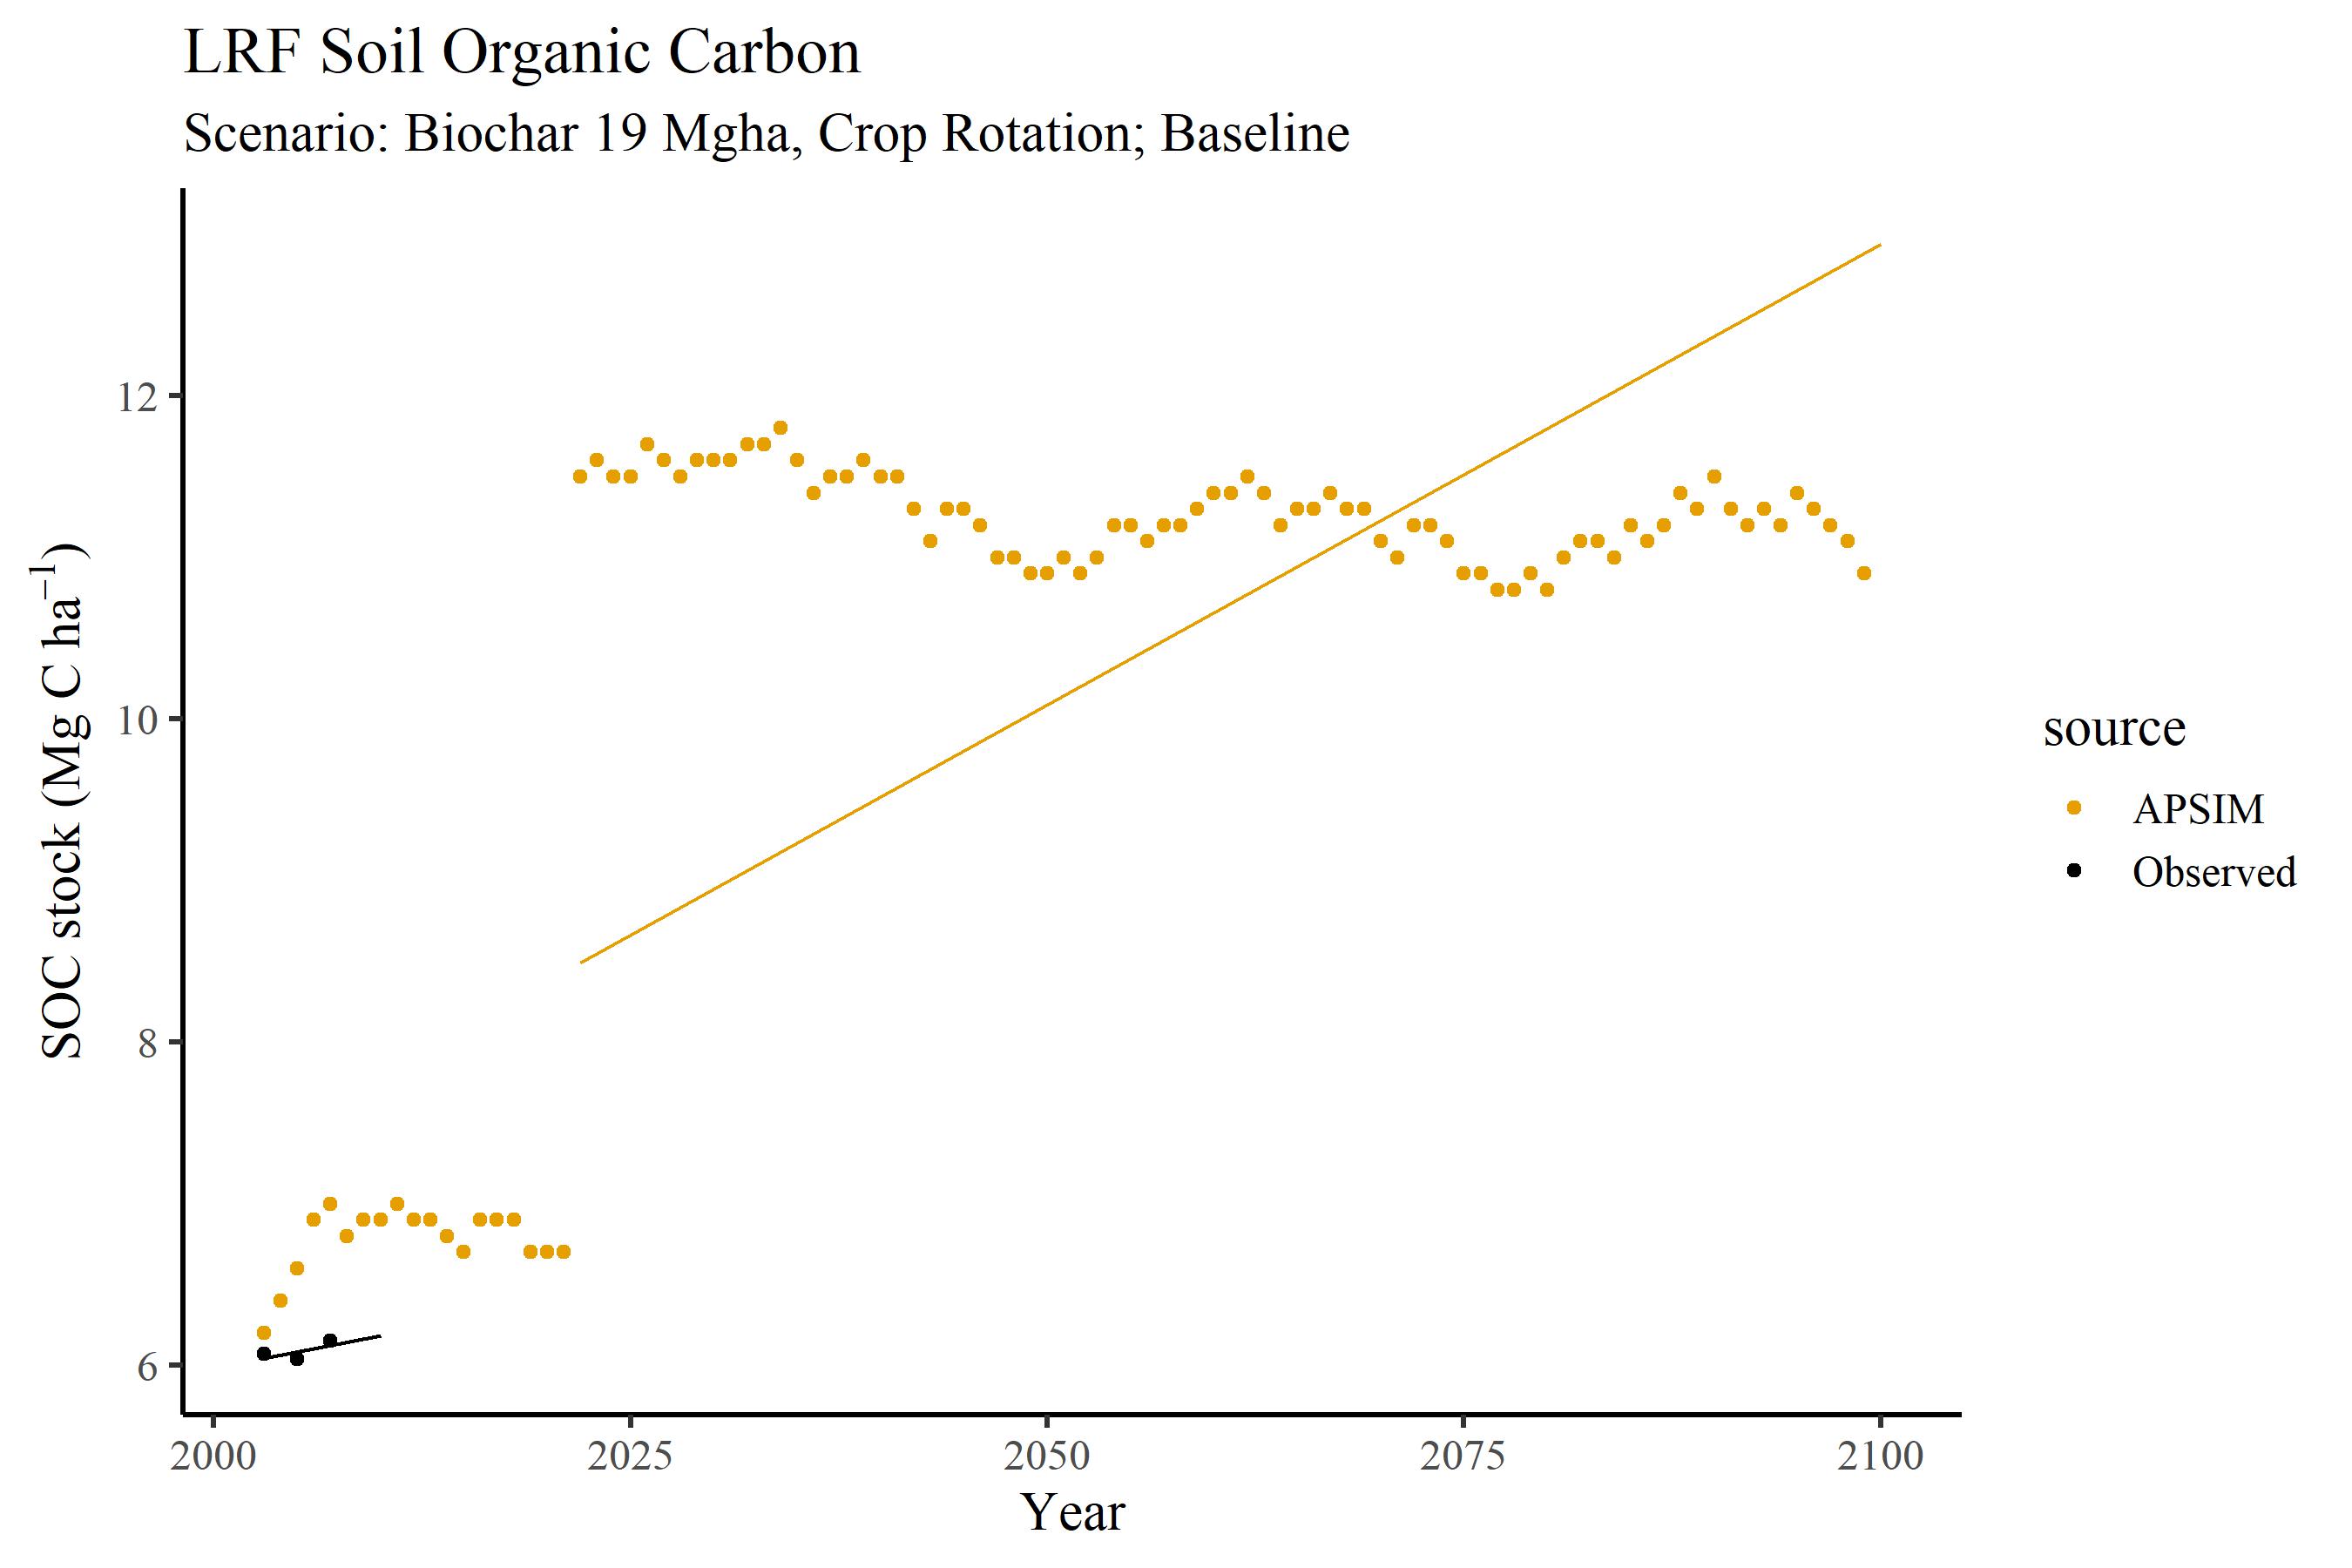 LRF Soil Organic Carbon
Scenario: Biochar 19 Mgha, Crop Rotation; Baseline
SOC stock (Mg C ha⁻¹)
12
10
8
6
2000 2025 2050 2075 2100
Year
source
APSIM
Observed